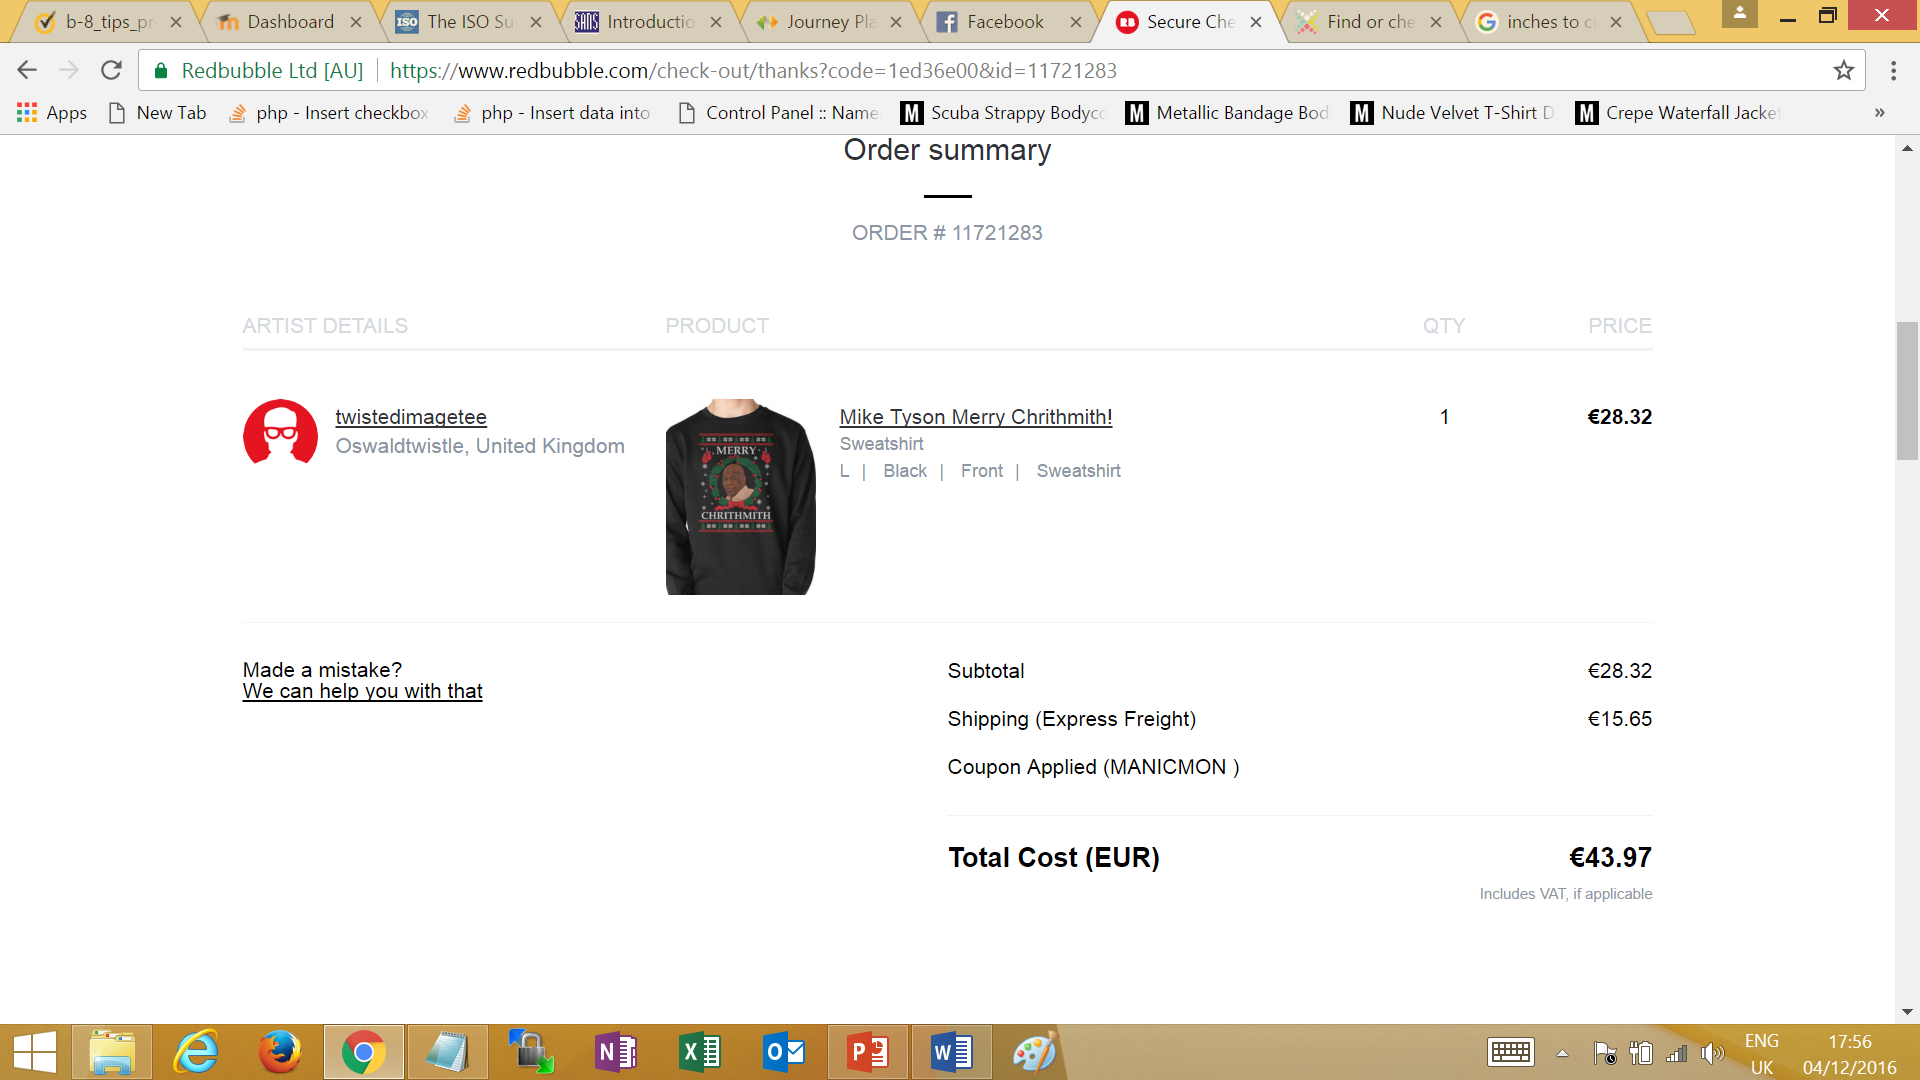 b-8_tips_pr
Dashboard
The ISO Su
Introductio
Journey Pla
Facebook
Secure Che
Find or che
inches to c
Redbubble Ltd [AU]
https://www.redbubble.com/check-out/thanks?code=1ed36e00&id=11721283
Apps
New Tab
php - Insert checkbox
php - Insert data into
Control Panel :: Name
M Scuba Strappy Bodyco
M Metallic Bandage Bod
M Nude Velvet T-Shirt D
M Crepe Waterfall Jacket
»
Order summary
ORDER # 11721283
ARTIST DETAILS PRODUCT QTY PRICE
twistedimagetee
Oswaldtwistle, United Kingdom
MERRY
CHRITHMITH
Mike Tyson Merry Chrithmith! 1 €28.32
Sweatshirt
L | Black | Front | Sweatshirt
Made a mistake?
We can help you with that
Subtotal €28.32
Shipping (Express Freight) €15.65
Coupon Applied (MANICMON )
Total Cost (EUR) €43.97
Includes VAT, if applicable
ENG
UK
17:56
04/12/2016